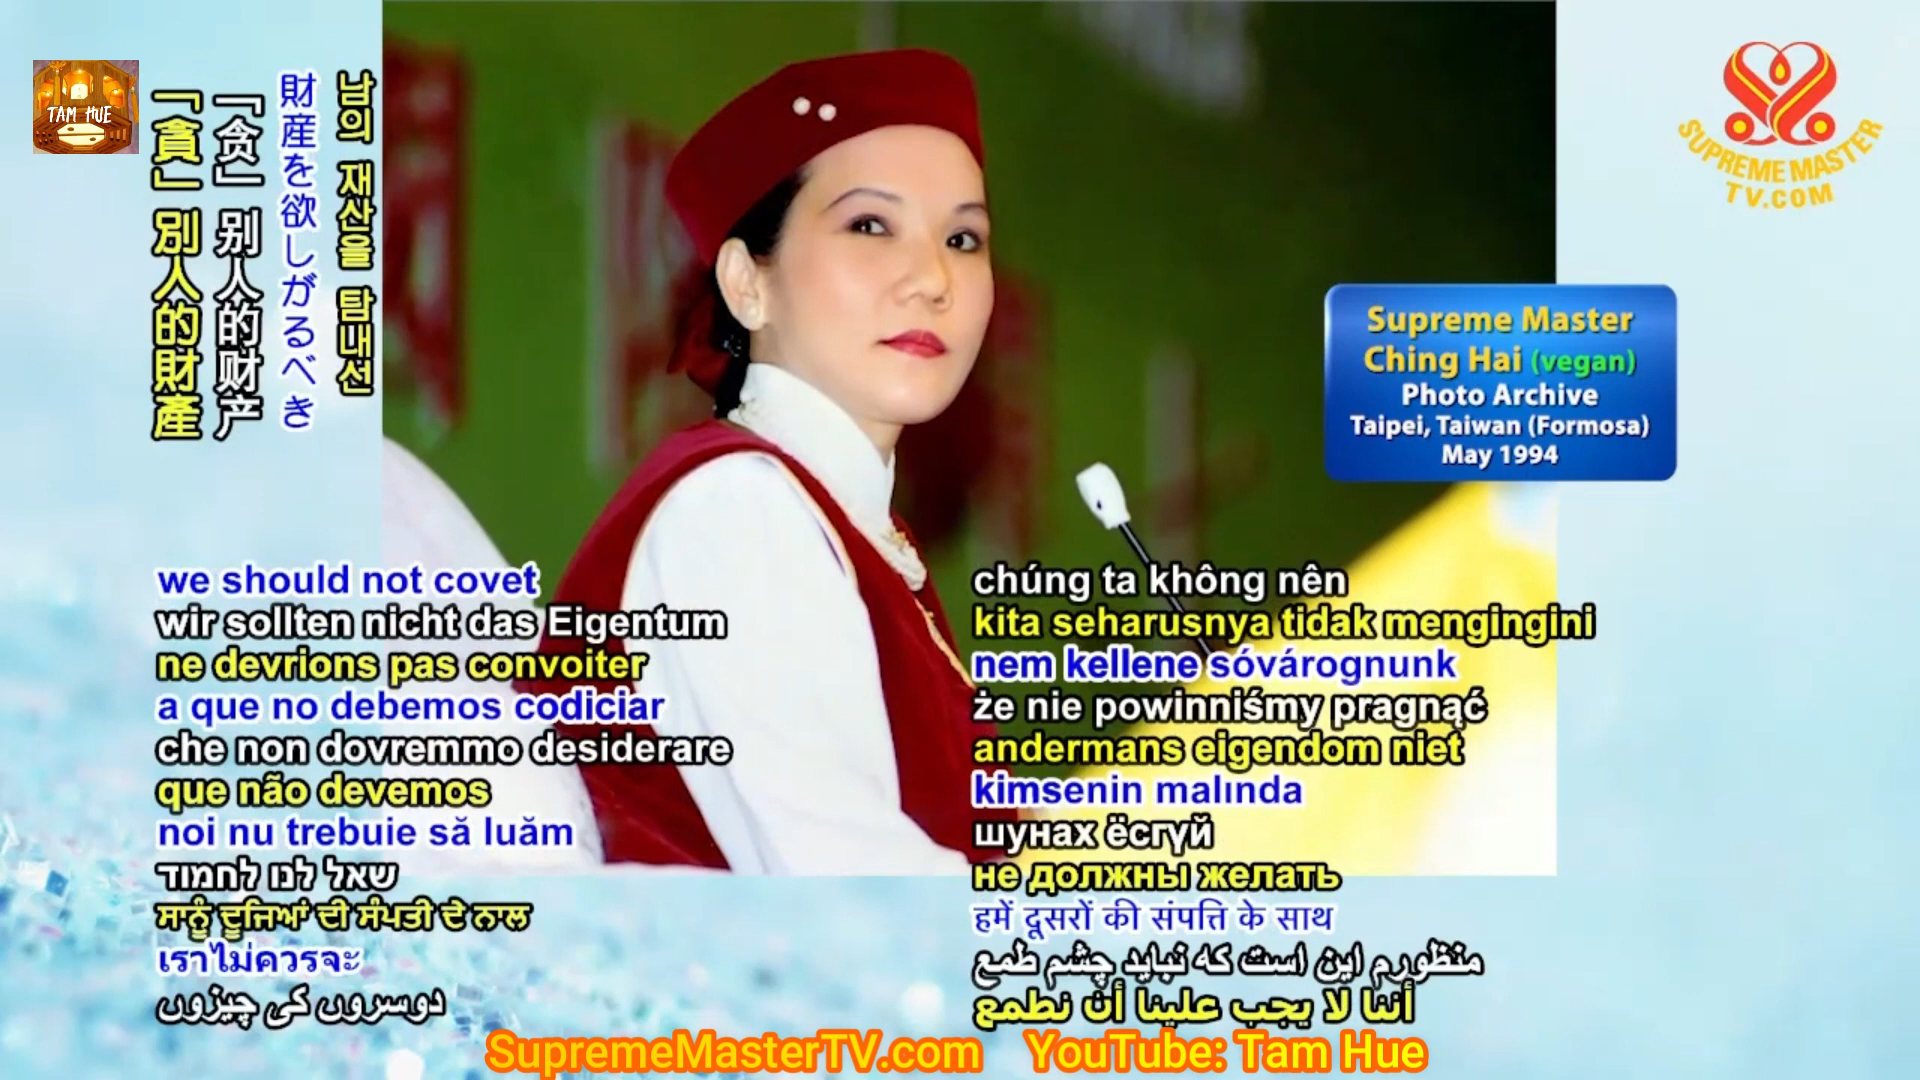 TAM HUE
「貪」別人的財產
「贪」别人的财产
財産を欲しがるべき
남의 재산을 탐내선
SUPREME MASTER
TV.COM
Supreme Master
Ching Hai (vegan)
Photo Archive
Taipei, Taiwan (Formosa)
May 1994
we should not covet
wir sollten nicht das Eigentum
ne devrions pas convoiter
a que no debemos codiciar
che non dovremmo desiderare
que não devemos
noi nu trebuie să luăm
שאל לנו לחמוד
ਸਾਨੂੰ ਦੂਜਿਆਂ ਦੀ ਸੰਪਤੀ ਦੇ ਨਾਲ
เราไม่ควรจะ
دوسروں کی چیزوں
chúng ta không nên
kita seharusnya tidak mengingini
nem kellene sóvárognunk
że nie powinniśmy pragnąć
andermans eigendom niet
kimsenin malında
шунах ёсгүй
не должны желать
हमें दूसरों की संपत्ति के साथ
منظورم این است که نباید چشم طمع
أننا لا يجب علينا أن نطمع
SupremeMasterTV.com YouTube: Tam Hue